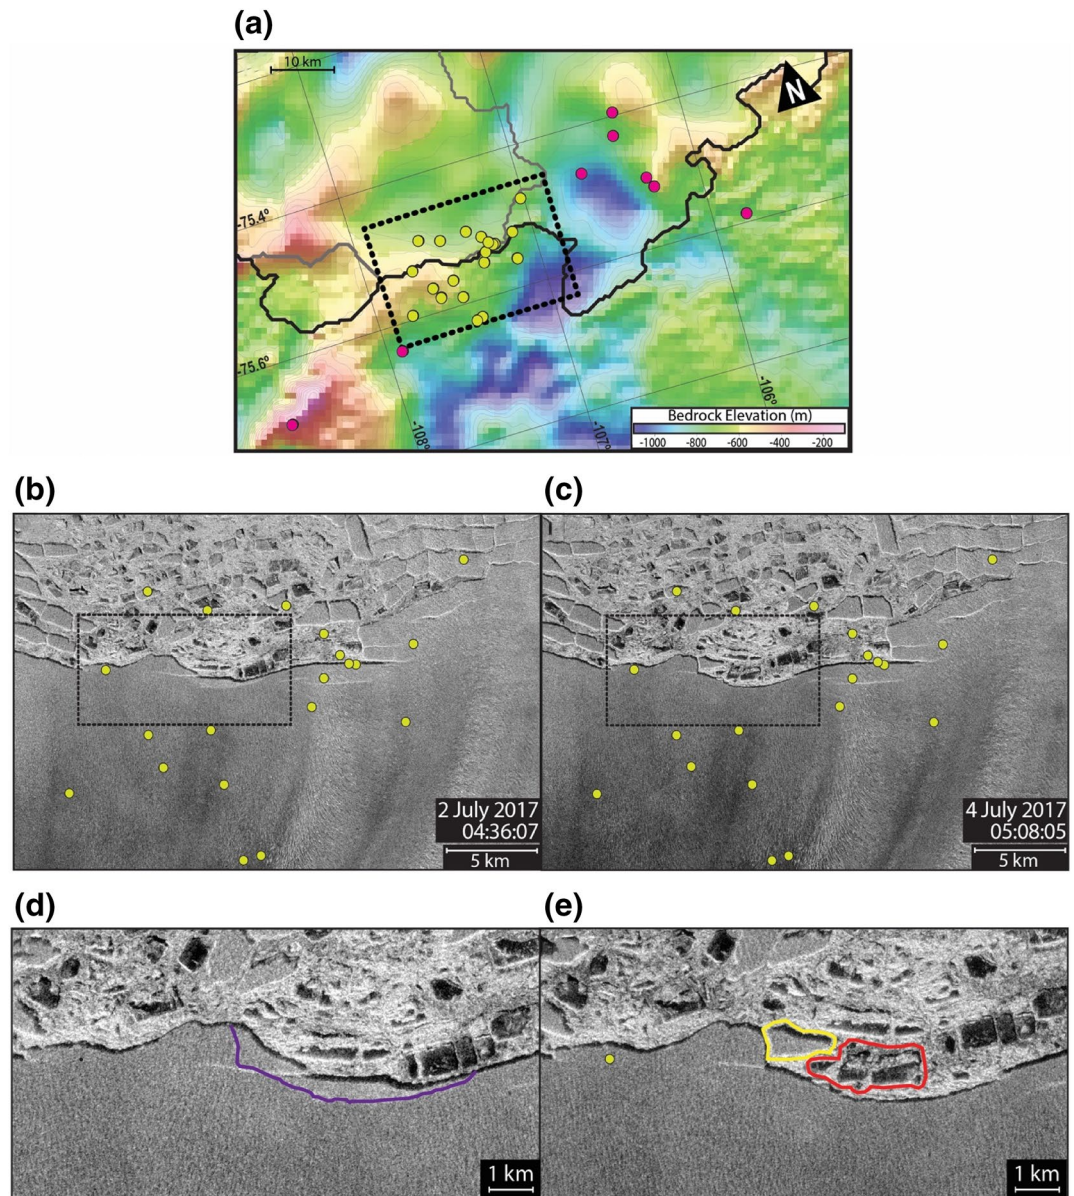 (a)
10 km
N
-75.4°
-75.6°
-108°
-107°
-106°
Bedrock Elevation (m)
-1000 -800 -600 -400 -200
(b)
(c)
2 July 2017
04:36:07
5 km
4 July 2017
05:08:05
5 km
(d)
(e)
1 km
1 km